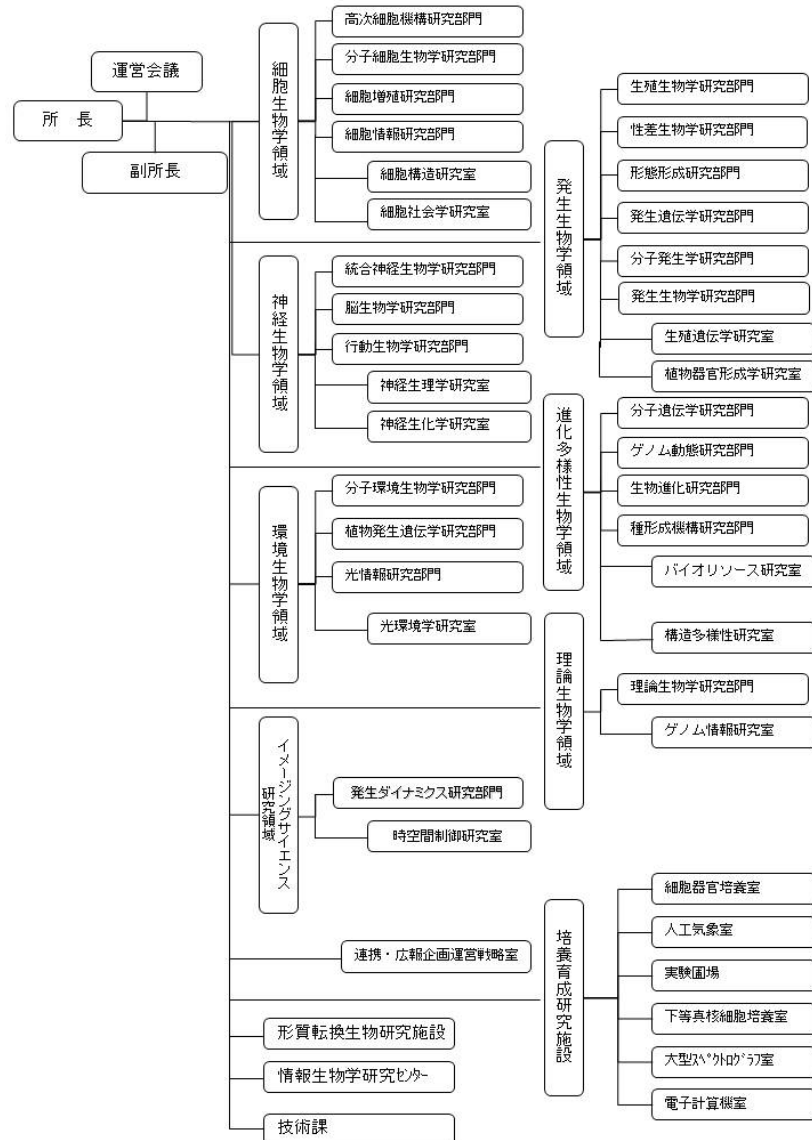 運営会議
所　長
副所長
細胞生物学領域
高次細胞機構研究部門
分子細胞生物学研究部門
細胞増殖研究部門
細胞情報研究部門
細胞構造研究室
細胞社会学研究室
発生生物学領域
生殖生物学研究部門
性差生物学研究部門
形態形成研究部門
発生遺伝学研究部門
分子発生学研究部門
発生生物学研究部門
生殖遺伝学研究室
植物器官形成学研究室
神経生物学領域
統合神経生物学研究部門
脳生物学研究部門
行動生物学研究部門
神経生理学研究室
神経生化学研究室
進化多様性生物学領域
分子遺伝学研究部門
ゲノム動態研究部門
生物進化研究部門
種形成機構研究部門
バイオリソース研究室
構造多様性研究室
環境生物学領域
分子環境生物学研究部門
植物発生遺伝学研究部門
光情報研究部門
光環境学研究室
理論生物学領域
理論生物学研究部門
ゲノム情報研究室
イメージングサイエンス
研究領域
発生ダイナミクス研究部門
時空間制御研究室
連携・広報企画運営戦略室
培養育成研究施設
細胞器官培養室
人工気象室
実験圃場
下等真核細胞培養室
大型ｽﾍﾟｸﾄﾛｸﾞﾗﾌ室
電子計算機室
形質転換生物研究施設
情報生物学研究ｾﾝﾀｰ
技術課